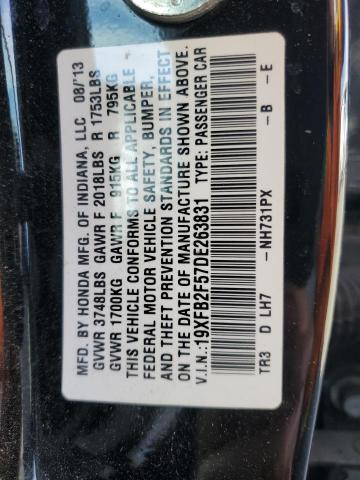 MFD. BY HONDA MFG. OF INDIANA, LLC 08/'13
GVWR 3748LBS GAWR F 2018LBS R 1753LBS
GVWR 1700KG GAWR F 915KG R 795KG
THIS VEHICLE CONFORMS TO ALL APPLICABLE
FEDERAL MOTOR VEHICLE SAFETY, BUMPER,
AND THEFT PREVENTION STANDARDS IN EFFECT
ON THE DATE OF MANUFACTURE SHOWN ABOVE.
V.I.N.:19XFB2F57DE263831 TYPE: PASSENGER CAR
TR3 D LH7 -NH731PX -B -E